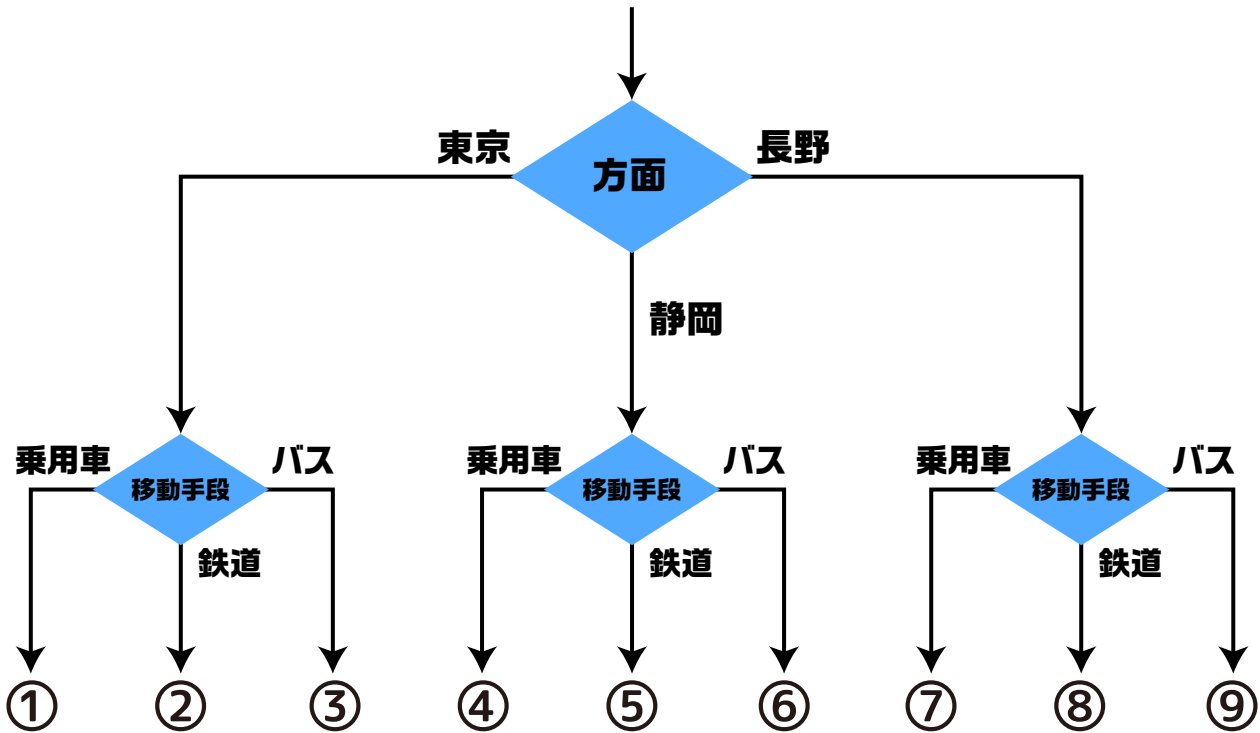 東京
方面
長野
静岡
乗用車
移動手段
バス
鉄道
乗用車
移動手段
バス
鉄道
乗用車
移動手段
バス
鉄道
① ② ③ ④ ⑤ ⑥ ⑦ ⑧ ⑨